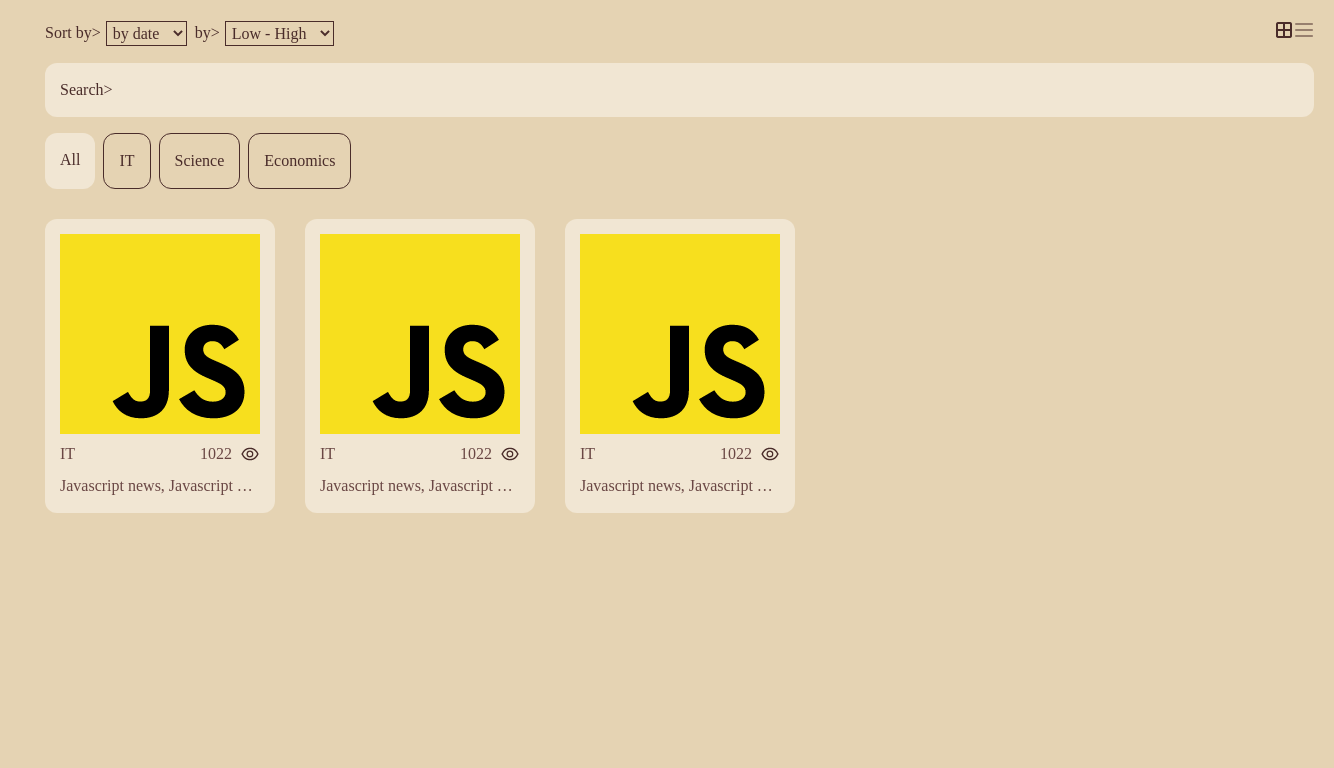 Sort by> by date by> Low - High
Search>
All IT Science Economics
JS JS JS
IT 1022 IT 1022 IT 1022
Javascript news, Javascript … Javascript news, Javascript … Javascript news, Javascript …